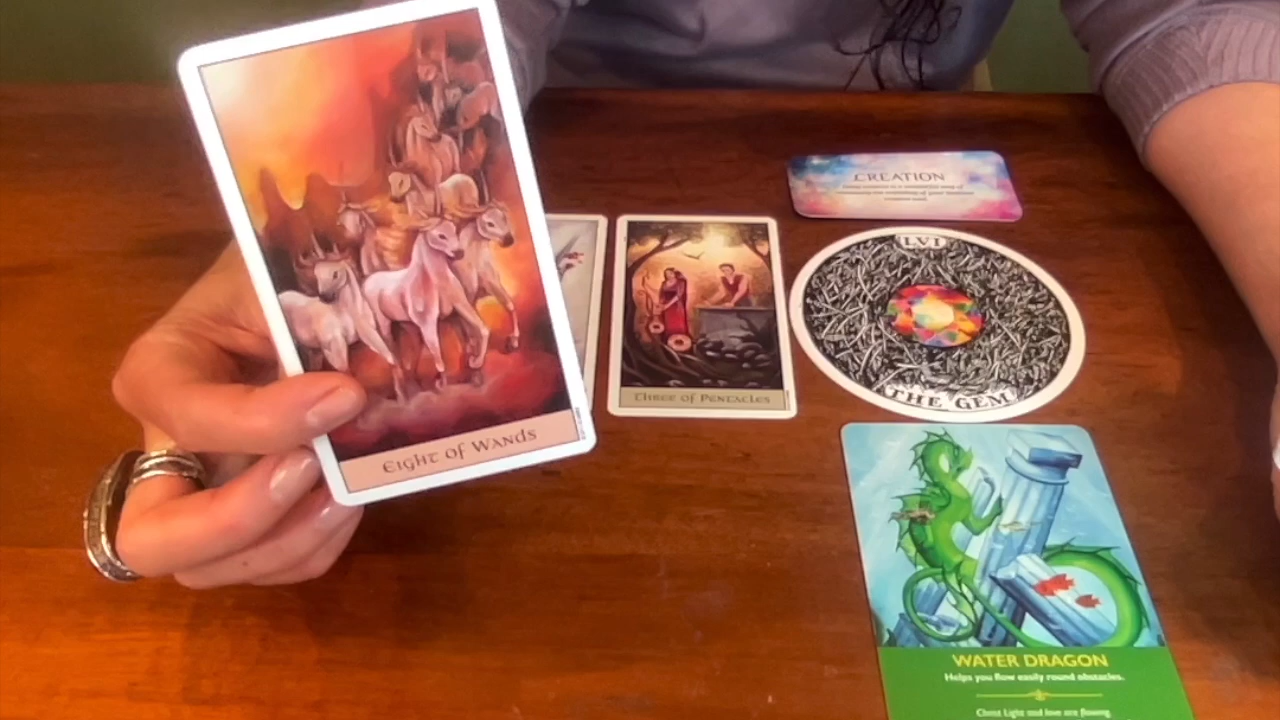 Eight of Wands
Three of Pentacles
CREATION
LVI
THE GEM
WATER DRAGON
Helps you flow easily round obstacles.
Christ Light and love are flowing.